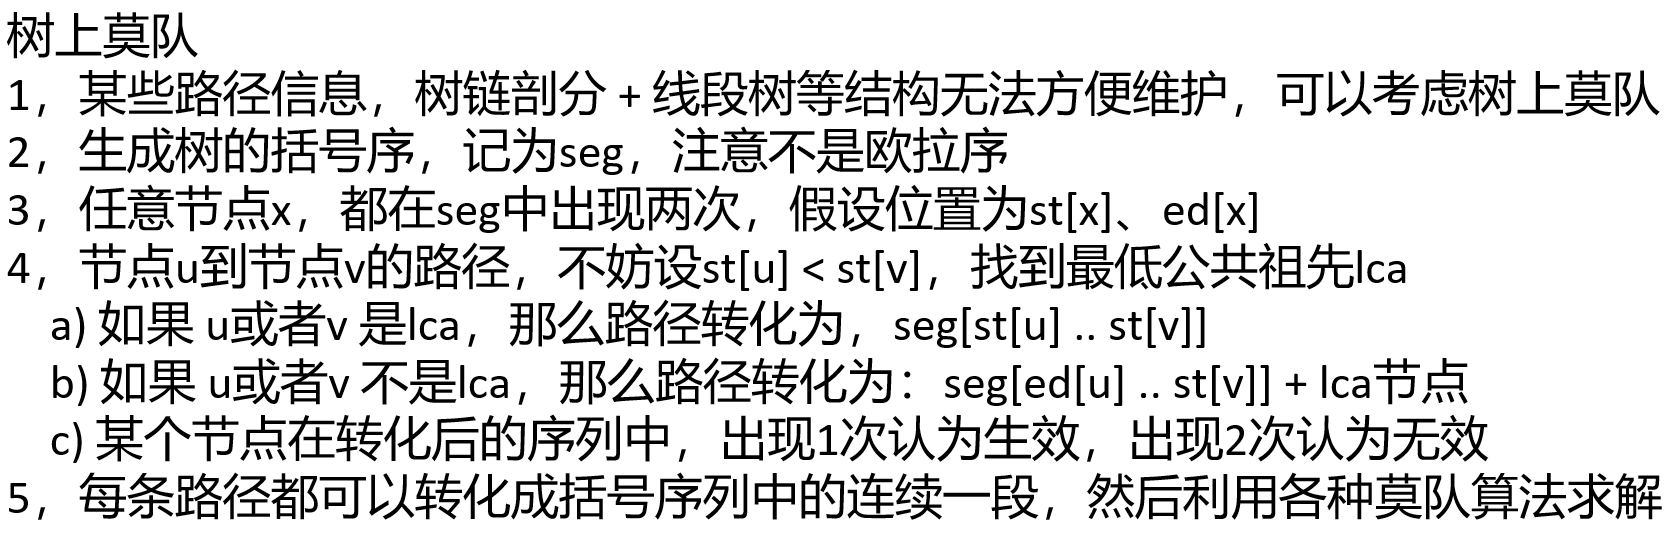 树上莫队
1，某些路径信息，树链剖分 + 线段树等结构无法方便维护，可以考虑树上莫队
2，生成树的括号序，记为seg，注意不是欧拉序
3，任意节点x，都在seg中出现两次，假设位置为st[x]、ed[x]
4，节点u到节点v的路径，不妨设st[u] < st[v]，找到最低公共祖先lca
a) 如果 u或者v 是lca，那么路径转化为，seg[st[u] .. st[v]]
b) 如果 u或者v 不是lca，那么路径转化为：seg[ed[u] .. st[v]] + lca节点
c) 某个节点在转化后的序列中，出现1次认为生效，出现2次认为无效
5，每条路径都可以转化成括号序列中的连续一段，然后利用各种莫队算法求解